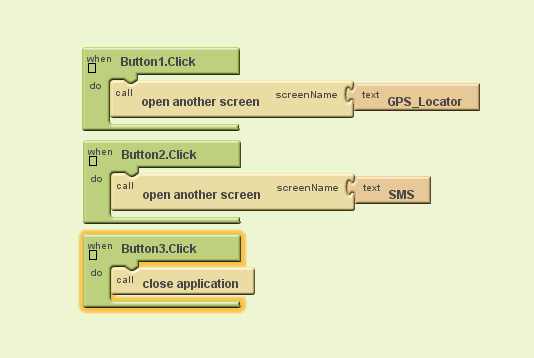 when Button1.Click
do call open another screen screenName text GPS_Locator
when Button2.Click
do call open another screen screenName text SMS
when Button3.Click
do call close application